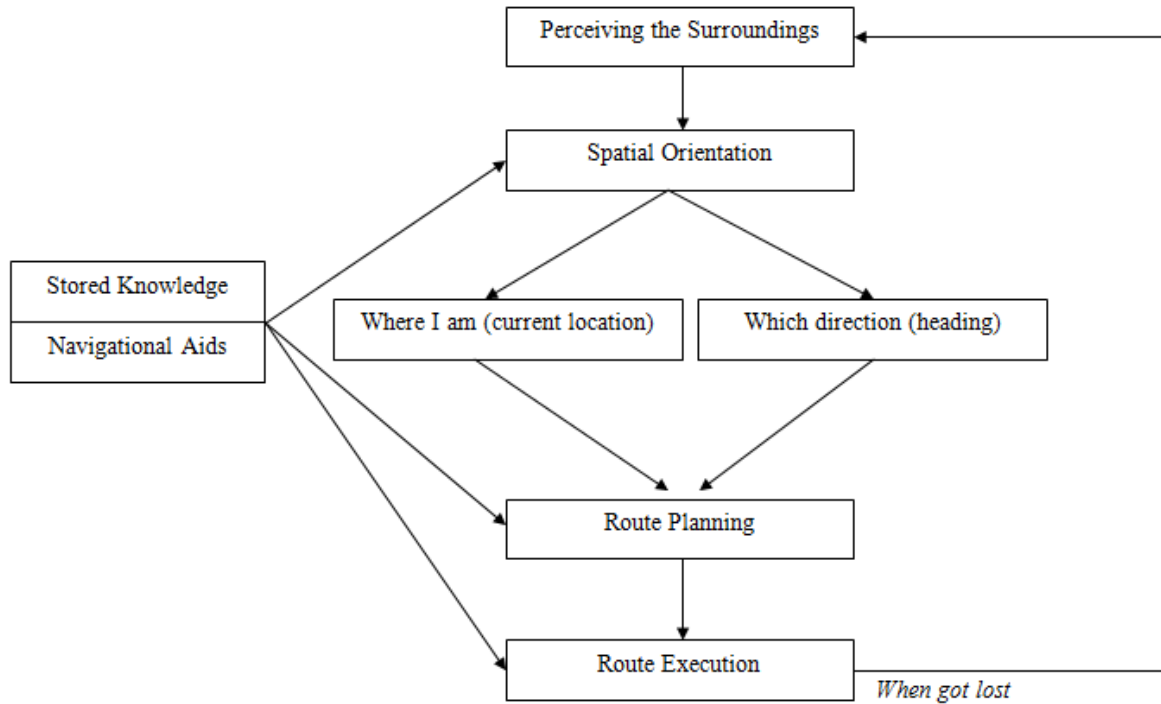 Perceiving the Surroundings
Spatial Orientation
Stored Knowledge
Navigational Aids
Where I am (current location)
Which direction (heading)
Route Planning
Route Execution
When got lost